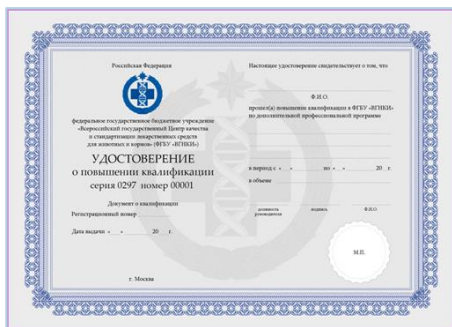 Российская Федерация
федеральное государственное бюджетное учреждение
«Всероссийский государственный Центр качества
и стандартизации лекарственных средств
для животных и кормов» (ФГБУ «ВГНКИ»)
УДОСТОВЕРЕНИЕ
о повышении квалификации
серия 0297 номер 00001
Документ о квалификации
Регистрационный номер
Дата выдачи « » 20 г.
г. Москва
Настоящее удостоверение свидетельствует о том, что
Ф.И.О.
прошел(а) повышение квалификации в ФГБУ «ВГНКИ»
по дополнительной профессиональной программе
в период с « » по « » 20 г.
в объеме
должность руководителя подпись Ф.И.О.
М.П.